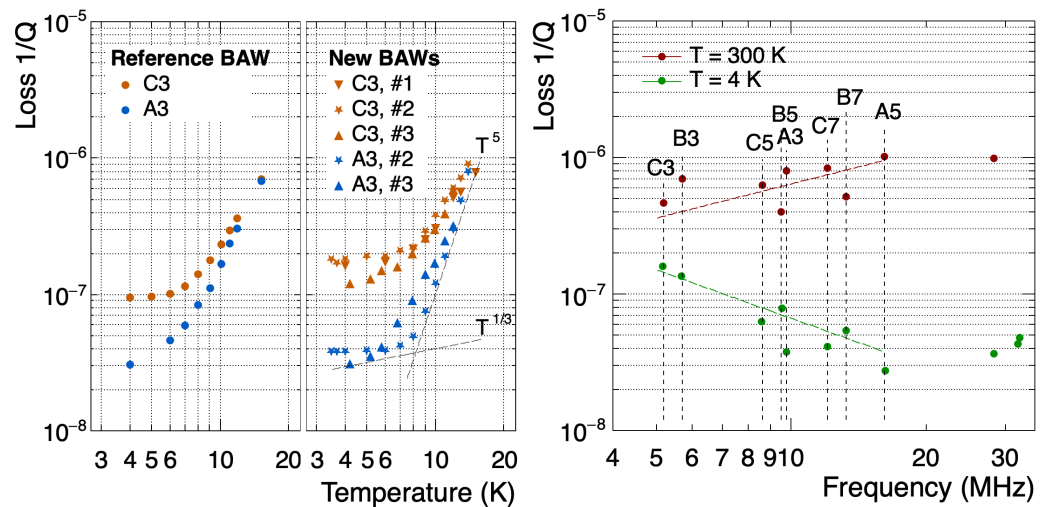 Loss 1/Q
10⁻⁵
10⁻⁶
10⁻⁷
10⁻⁸
Reference BAW
C3
A3
3 4 5 6 10 20
New BAWs
C3, #1
C3, #2
C3, #3
A3, #2
A3, #3
T⁵
T¹/³
3 4 5 6 10 20
Temperature (K)
Loss 1/Q
10⁻⁵
10⁻⁶
10⁻⁷
10⁻⁸
T = 300 K
T = 4 K
C3
B3
C5
B5
A3
C7
B7
A5
4 5 6 7 8 9 10 20 30
Frequency (MHz)